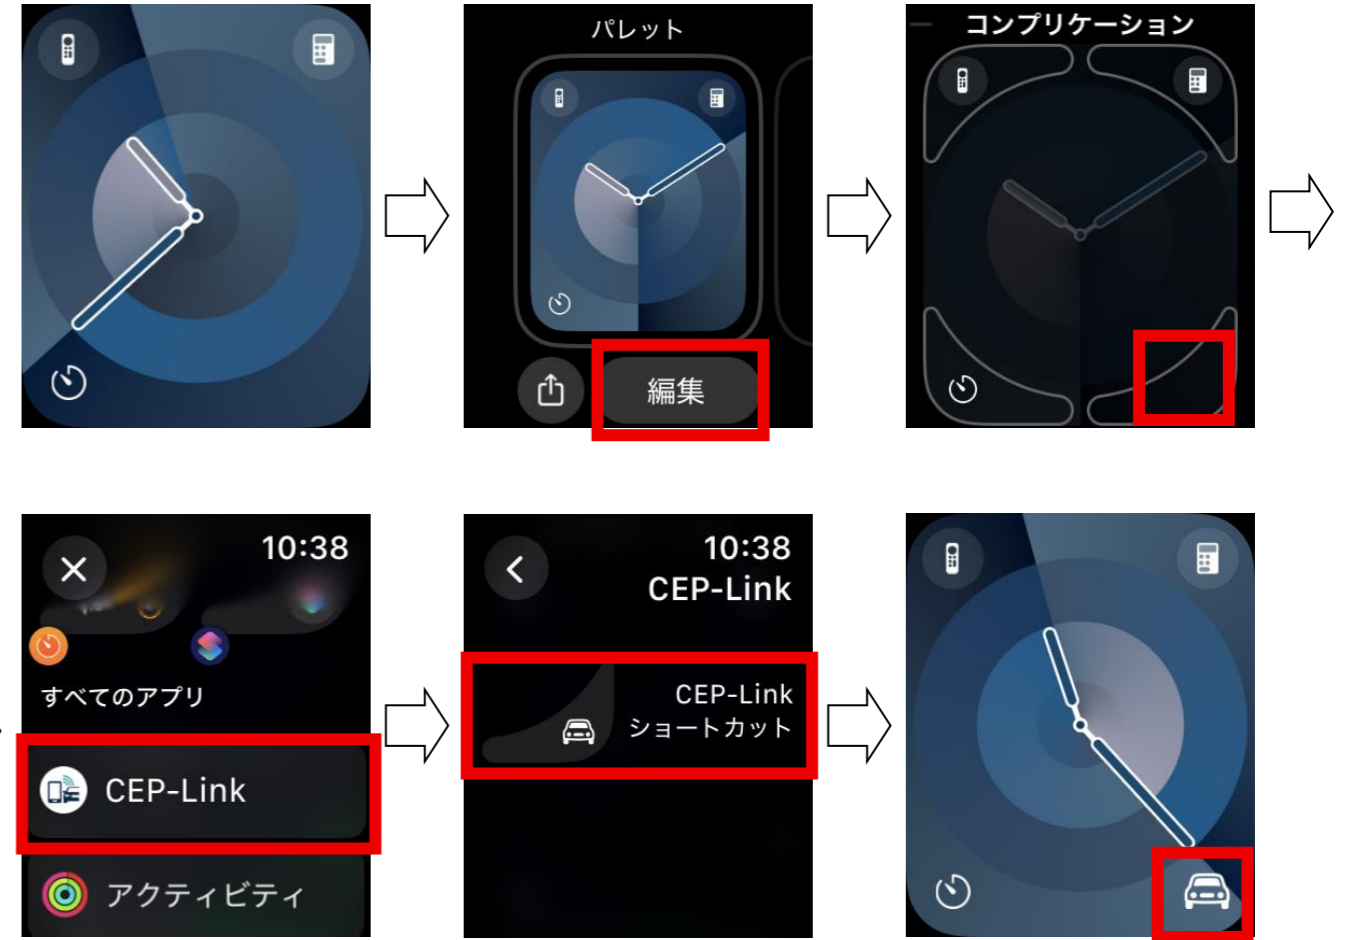 パレット
編集
コンプリケーション
10:38
すべてのアプリ
CEP-Link
アクティビティ
10:38
CEP-Link
CEP-Link
ショートカット